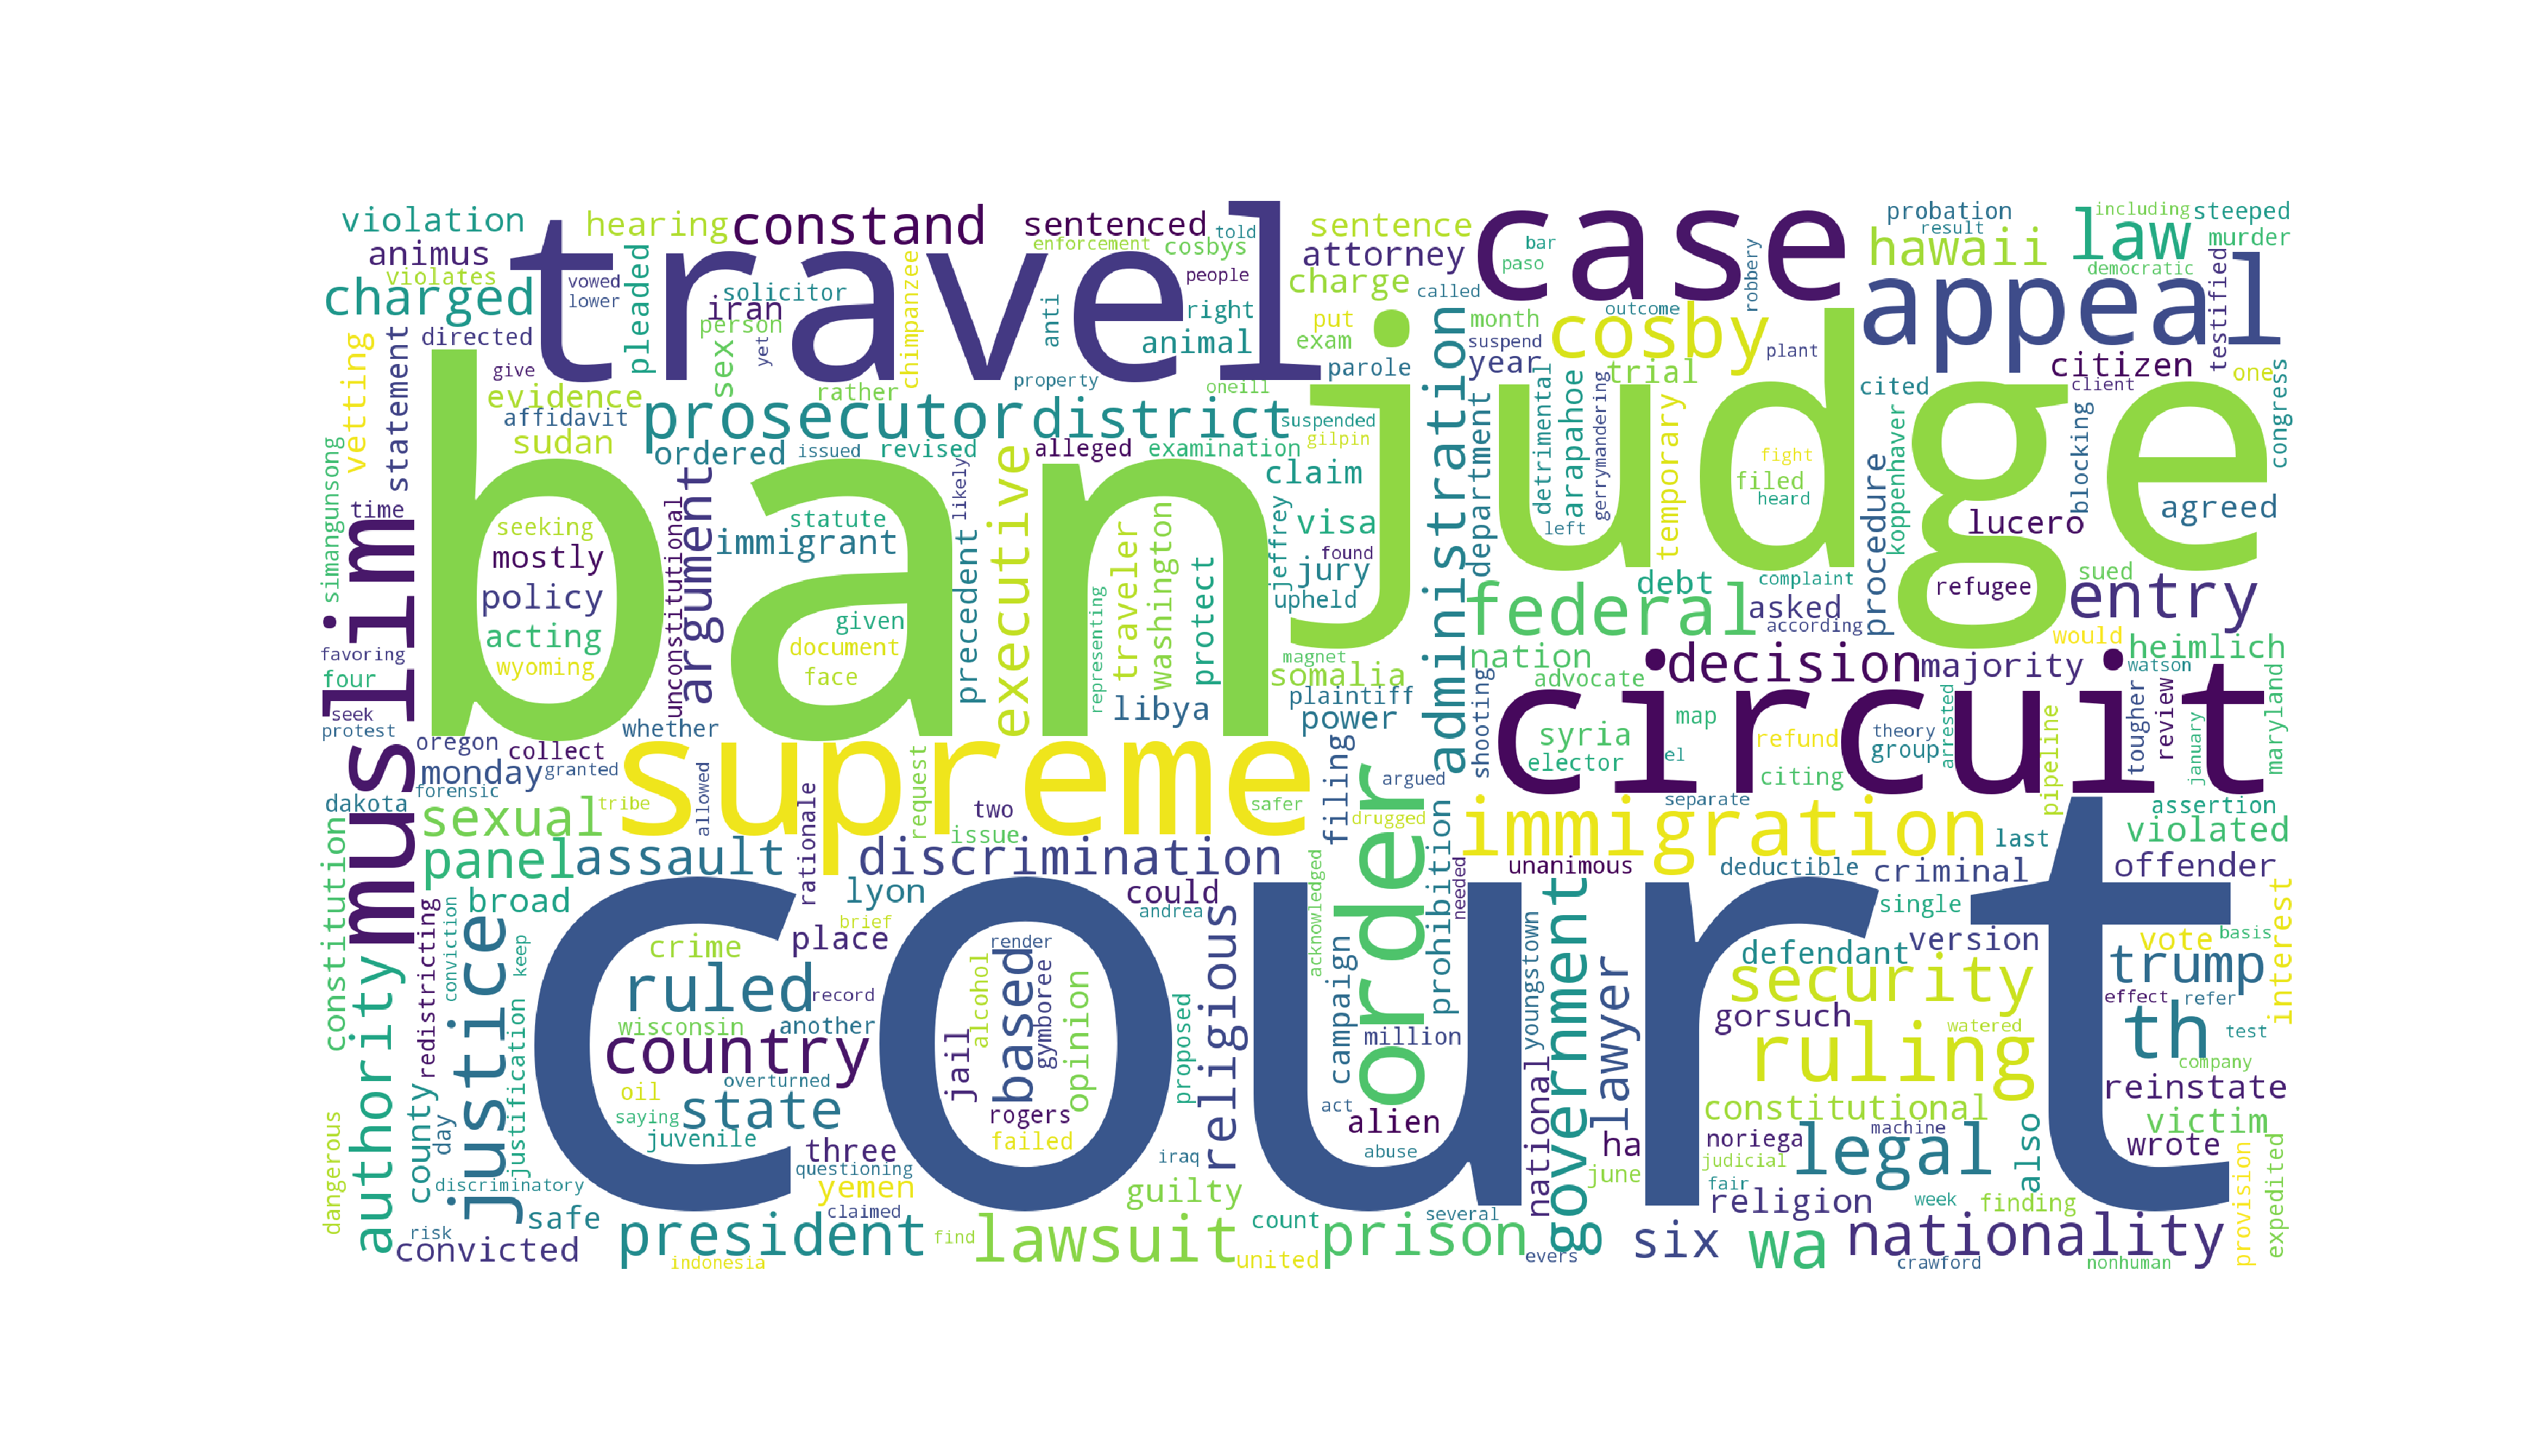 violation
hearing
constand
sentenced
told
sentence
case
probation
law
including
steeped
animus
enforcement
cosbys
attorney
bar
hawaii
result
murder
violates
vowed
travel
people
charge
paso
robbery
appeal
democratic
testified
charged
lower
pleaded
solicitor
iran
chimpanzee
anti
right
called
outcome
directed
person
animal
put
month
cosby
citizen
statement
vetting
give
sex
yet
property
exam
suspend
plant
client
one
evidence
rather
oneill
parole
year
trial
cited
congress
affidavit
prosecutor
district
suspended
judge
sudan
ordered
issued
revised
alleged
examination
gilpin
administration
department
detrimental
arapahoe
gerrymandering
temporary
fight
koppenhaver
blocking
simangunsong
ban
argument
likely
executive
claim
filed
heard
procedure
agreed
time
seeking
unconstitutional
statute
traveler
washington
jeffrey
visa
left
lucero
muslim
mostly
immigrant
precedent
found
jury
debt
complaint
refugee
sued
policy
given
representing
protect
upheld
federal
asked
according
entry
acting
document
magnet
nation
would
heimlich
favoring
wyoming
face
somalia
advocate
decision
majority
watson
four
libya
plaintiff
shooting
map
circuit
tougher
review
maryland
seek
whether
power
syria
refund
theory
arrested
protest
oregon
collect
supreme
elector
el
group
pipeline
january
monday
granted
request
filing
argued
citing
dakota
forensic
tribe
allowed
rationale
two
safer
order
drugged
separate
assertion
constitution
sexual
issue
prohibition
immigration
last
violated
panel
assault
discrimination
unanimous
deductible
criminal
offender
broad
lyon
could
acknowledged
needed
single
authority
redistricting
conviction
justice
keep
crime
place
brief
court
andrea
religious
campaign
government
defendant
version
vote
basis
interest
ruled
record
alcohol
render
based
gymboree
opinion
proposed
youngstown
lawyer
security
trump
effect
refer
wisconsin
another
million
gorsuch
watered
th
test
country
jail
ruling
company
county
oil
overturned
act
national
constitutional
reinstate
day
justification
saying
state
rogers
alien
victim
juvenile
failed
ha
noriega
machine
also
wrote
dangerous
three
iraq
abuse
judicial
legal
discriminatory
questioning
june
fair
provision
expedited
safe
yemen
guilty
religion
week
finding
risk
president
claimed
lawsuit
count
prison
several
six
wa
nationality
convicted
find
indonesia
united
evers
crawford
nonhuman